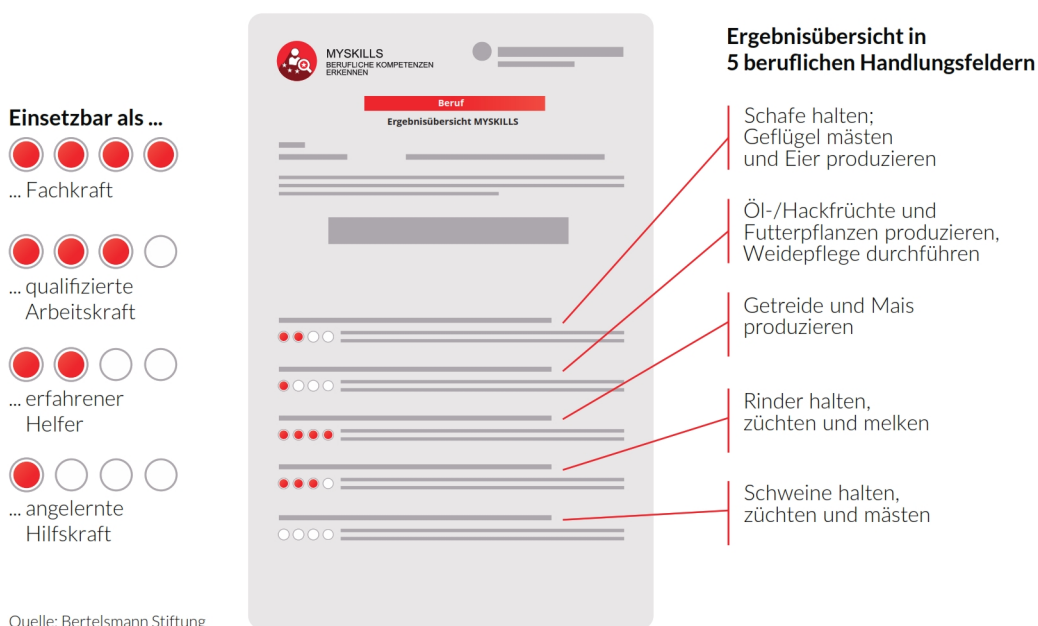 Einsetzbar als ...
... Fachkraft
... qualifizierte
Arbeitskraft
... erfahrener
Helfer
... angelernte
Hilfskraft
Quelle: Bertelsmann Stiftung
MYSKILLS
BERUFLICHE KOMPETENZEN
ERKENNEN
Beruf
Ergebnisübersicht MYSKILLS
Ergebnisübersicht in
5 beruflichen Handlungsfeldern
Schafe halten;
Geflügel mästen
und Eier produzieren
Öl-/Hackfrüchte und
Futterpflanzen produzieren,
Weidepflege durchführen
Getreide und Mais
produzieren
Rinder halten,
züchten und melken
Schweine halten,
züchten und mästen